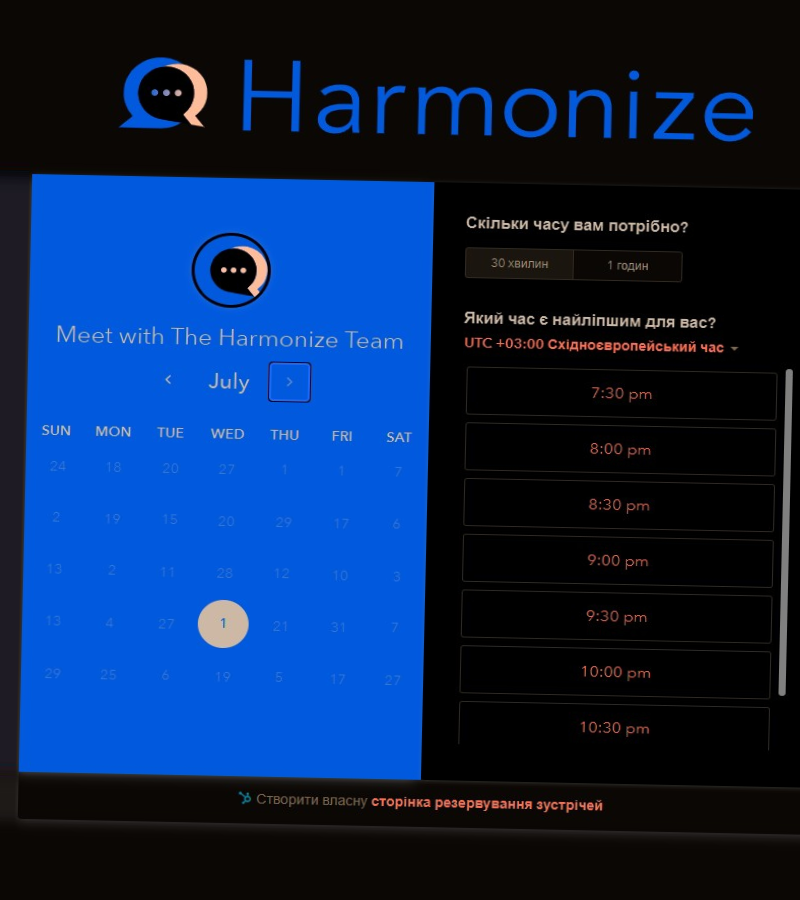 Harmonize
Meet with The Harmonize Team
July
SUN MON TUE WED THU FRI SAT
24 18 20 27 1 1 7
2 19 15 20 29 17 6
13 2 11 28 12 10 3
13 4 27 1 21 31 7
29 25 6 19 5 17 27
Скільки часу вам потрібно?
30 хвилин 1 годин
Який час є найліпшим для вас?
UTC +03:00 Східноєвропейський час
7:30 pm
8:00 pm
8:30 pm
9:00 pm
9:30 pm
10:00 pm
10:30 pm
Створити власну сторінка резервування зустрічей